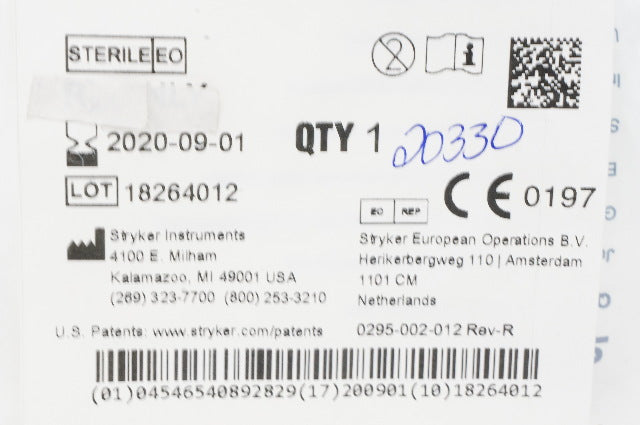 STERILE EO
2020-09-01
QTY 1
20330
LOT 18264012
EC REP
CE 0197
Stryker Instruments
4100 E. Milham
Kalamazoo, MI 49001 USA
(269) 323-7700 (800) 253-3210
Stryker European Operations B.V.
Herikerbergweg 110 | Amsterdam
1101 CM
Netherlands
U.S. Patents: www.stryker.com/patents
0295-002-012 Rev-R
(01)04546540892829(17)200901(10)18264012